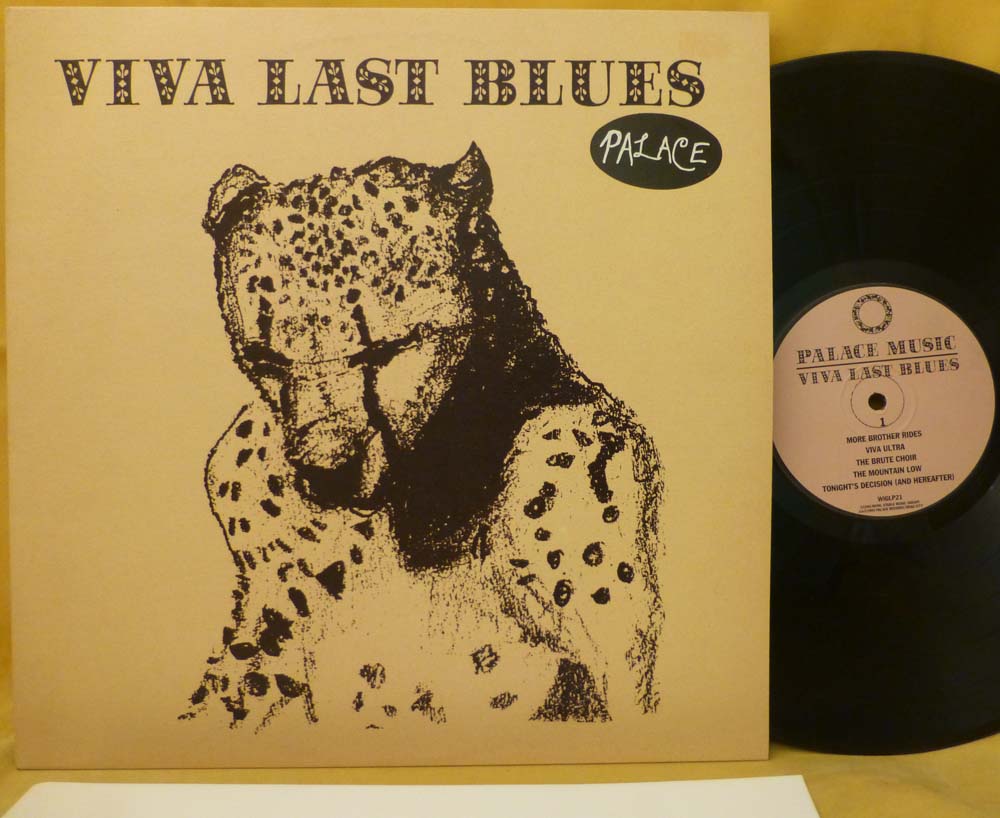 VIVA LAST BLUES
PALACE
PALACE MUSIC
VIVA LAST BLUES
1
MORE BROTHER RIDES
VIVA ULTRA
THE BRUTE CHOIR
THE MOUNTAIN LOW
TONIGHT'S DECISION (AND HEREAFTER)
WIGLP21